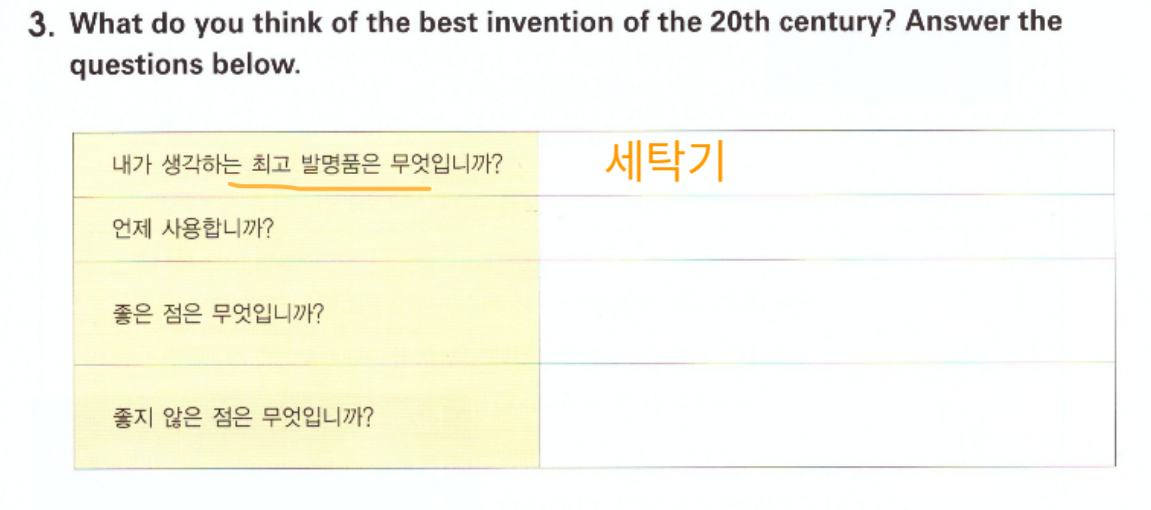 3. What do you think of the best invention of the 20th century? Answer the
questions below.
내가 생각하는 최고 발명품은 무엇입니까?
세탁기
언제 사용합니까?
좋은 점은 무엇입니까?
좋지 않은 점은 무엇입니까?